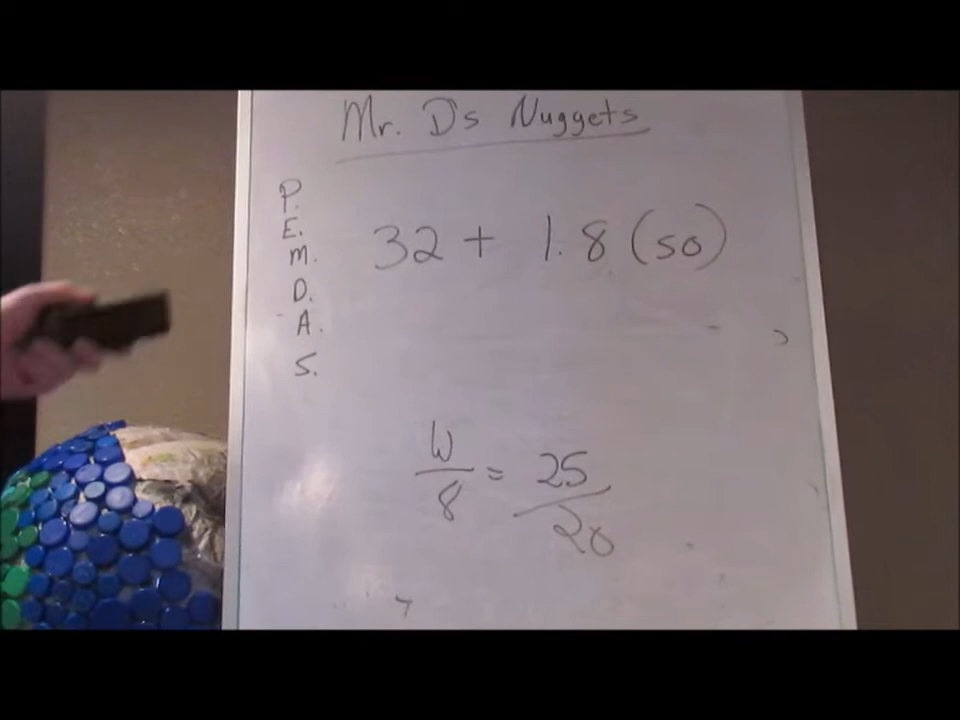 Mr. D's Nuggets
P.
E.
M.
D.
A.
S.
32 + 1.8 (50)
W/8 = 25/20